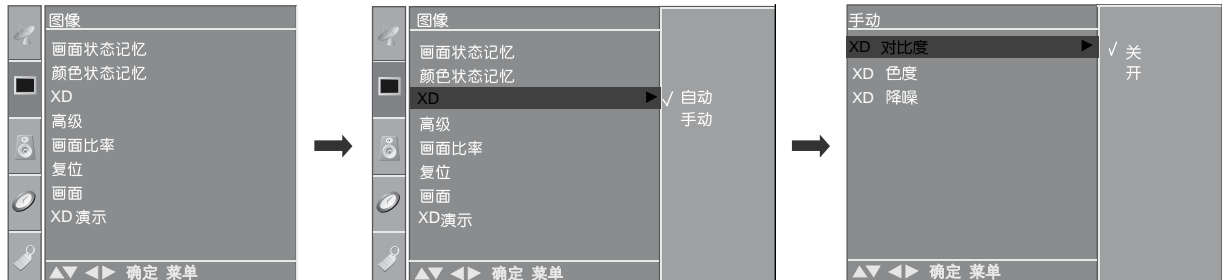 图像
画面状态记忆
颜色状态记忆
XD
高级
画面比率
复位
画面
XD 演示
▲▼ ◀▶ 确定 菜单
图像
画面状态记忆
颜色状态记忆
XD ▶
√ 自动
手动
高级
画面比率
复位
画面
XD演示
▲▼ ◀▶ 确定 菜单
手动
XD 对比度 ▶
√ 关
开
XD 色度
XD 降噪
▲▼ ◀▶ 确定 菜单